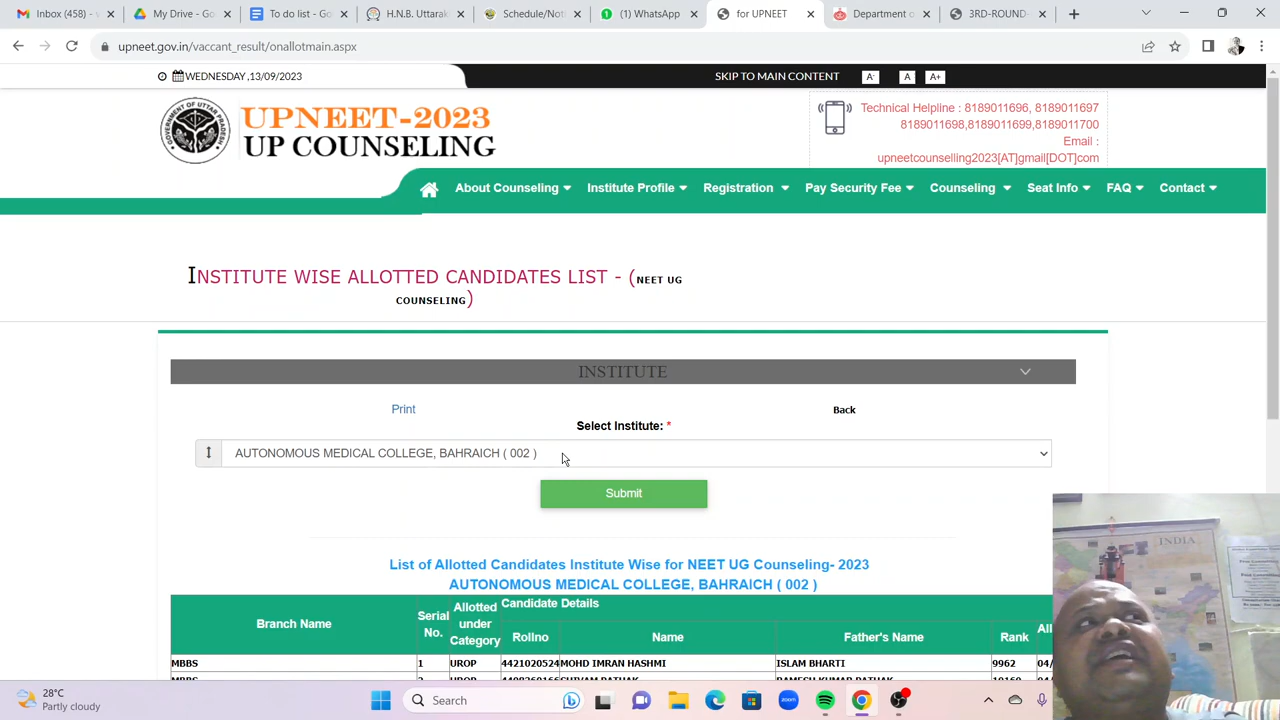 Inbox (458) -
My Drive - Go
To do list - Go
H.N.B. Uttarak
Schedule/Noti
(1) WhatsApp
for UPNEET
Department o
3RD-ROUND-
upneet.gov.in/vaccant_result/onallotmain.aspx
WEDNESDAY ,13/09/2023
SKIP TO MAIN CONTENT
A-
A
A+
UPNEET-2023
UP COUNSELING
Technical Helpline : 8189011696, 8189011697
8189011698,8189011699,8189011700
Email :
upneetcounselling2023[AT]gmail[DOT]com
About Counseling
Institute Profile
Registration
Pay Security Fee
Counseling
Seat Info
FAQ
Contact
INSTITUTE WISE ALLOTTED CANDIDATES LIST - (NEET UG
COUNSELING)
INSTITUTE
Print
Back
Select Institute: *
AUTONOMOUS MEDICAL COLLEGE, BAHRAICH ( 002 )
Submit
List of Allotted Candidates Institute Wise for NEET UG Counseling- 2023
AUTONOMOUS MEDICAL COLLEGE, BAHRAICH ( 002 )
Branch Name
Serial No.
Allotted under Category
Candidate Details
Rollno
Name
Father's Name
Rank
MBBS 1 UROP 4421020524 MOHD IMRAN HASHMI ISLAM BHARTI 9962 04/
INDIA
28°C
Partly cloudy
Search